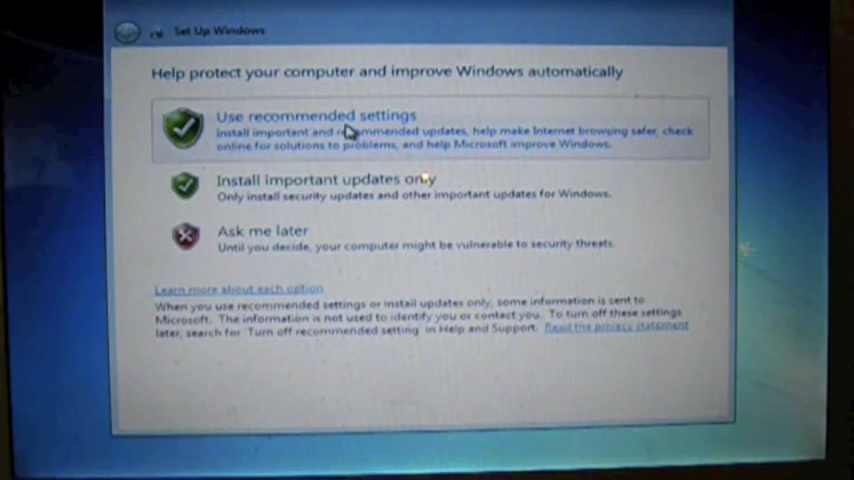 Set Up Windows
Help protect your computer and improve Windows automatically
Use recommended settings
Install important and recommended updates, help make Internet browsing safer, check
online for solutions to problems, and help Microsoft improve Windows.
Install important updates only
Only install security updates and other important updates for Windows.
Ask me later
Until you decide, your computer might be vulnerable to security threats.
Learn more about each option
When you use recommended settings or install updates only, some information is sent to
Microsoft. The information is not used to identify you or contact you. To turn off these settings
later, search for 'Turn off recommended setting' in Help and Support. Read the privacy statement